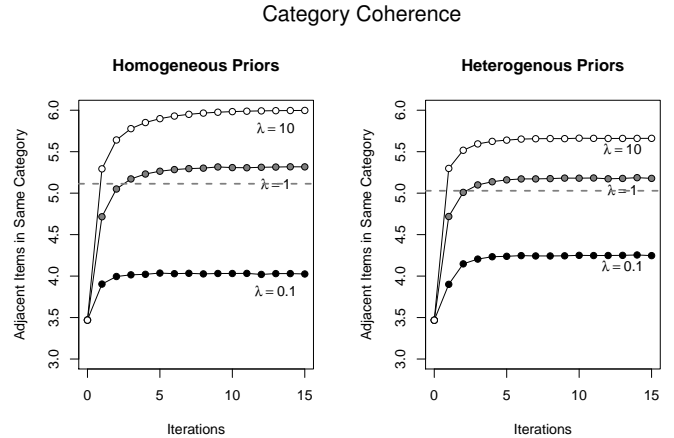 Category Coherence
Homogeneous Priors
Adjacent Items in Same Category
6.0
5.5
5.0
4.5
4.0
3.5
3.0
λ = 10
λ = 1
λ = 0.1
0 5 10 15
Iterations
Heterogenous Priors
Adjacent Items in Same Category
6.0
5.5
5.0
4.5
4.0
3.5
3.0
λ = 10
λ = 1
λ = 0.1
0 5 10 15
Iterations